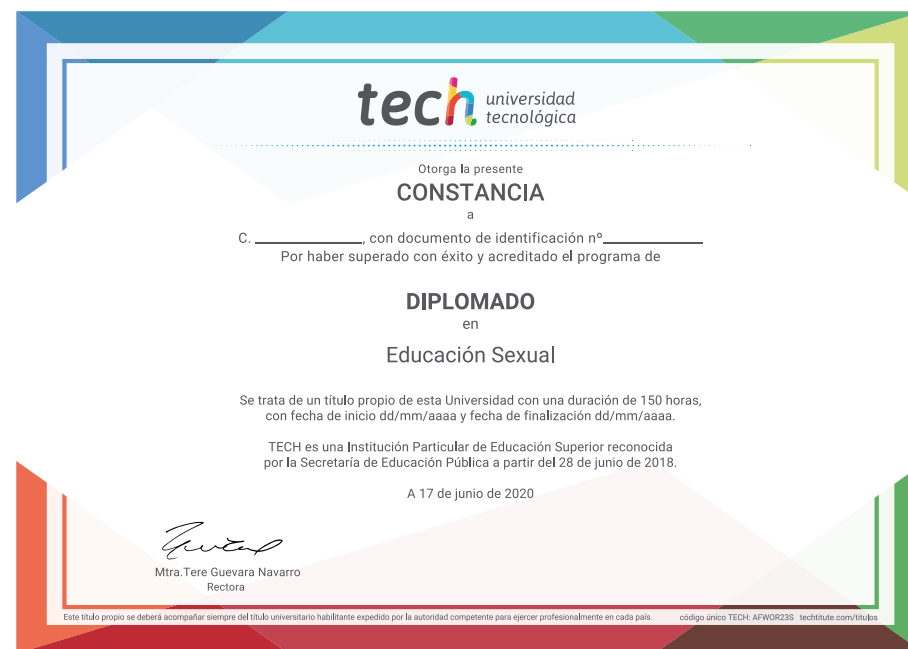 tech universidad
tecnológica
Otorga la presente
CONSTANCIA
a
C. ______________, con documento de identificación nº_____________
Por haber superado con éxito y acreditado el programa de
DIPLOMADO
en
Educación Sexual
Se trata de un título propio de esta Universidad con una duración de 150 horas,
con fecha de inicio dd/mm/aaaa y fecha de finalización dd/mm/aaaa.
TECH es una Institución Particular de Educación Superior reconocida
por la Secretaría de Educación Pública a partir del 28 de junio de 2018.
A 17 de junio de 2020
Mtra.Tere Guevara Navarro
Rectora
Este título propio se deberá acompañar siempre del título universitario habilitante expedido por la autoridad competente para ejercer profesionalmente en cada país. código único TECH: AFWOR23S techtitute.com/titulos